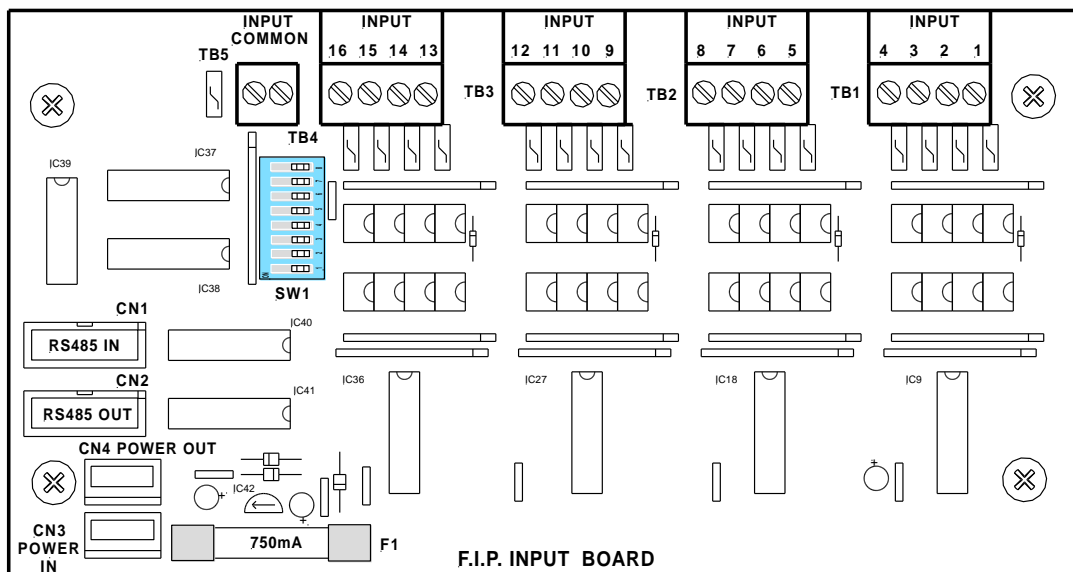 INPUT
COMMON
INPUT
16 15 14 13
INPUT
12 11 10 9
INPUT
8 7 6 5
INPUT
4 3 2 1
TB5
TB4
TB3
TB2
TB1
IC39
IC37
IC38
SW1
CN1
RS485 IN
IC40
CN2
RS485 OUT
IC41
IC36
IC27
IC18
IC9
CN4 POWER OUT
IC42
+
+
+
CN3
POWER
IN
750mA
F1
F.I.P. INPUT BOARD